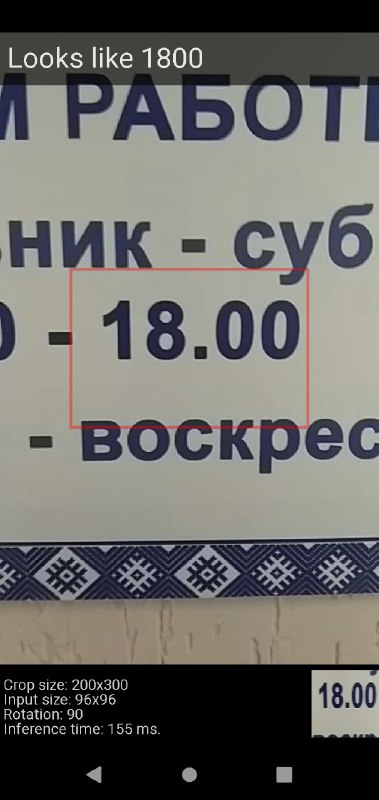 Looks like 1800
М РАБОТЫ
ник - суб
0 - 18.00
- воскрес
Crop size: 200x300
Input size: 96x96
Rotation: 90
Inference time: 155 ms.
18.00